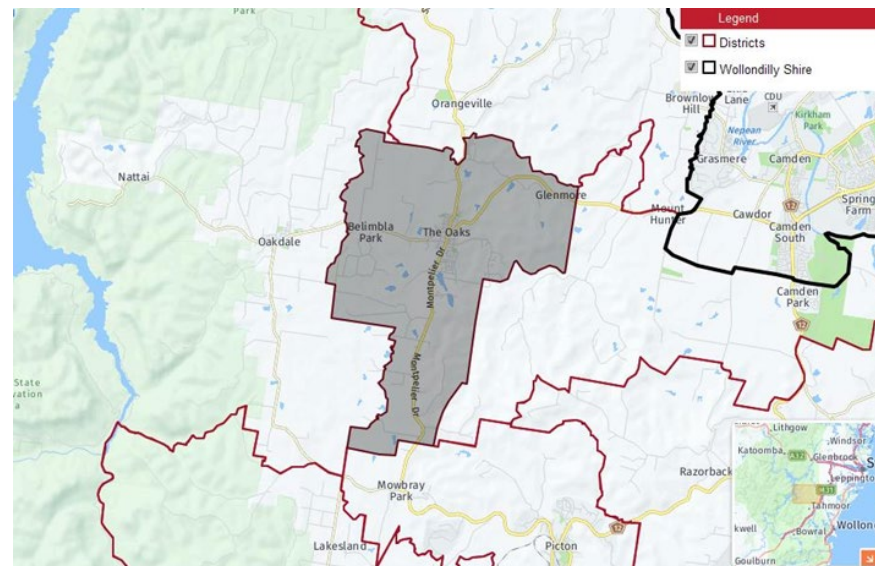 Legend
Districts
Wollondilly Shire
Park
Orangeville
Brownlow
Hill
Lane
CDU
Kirkham
Park
Nepean
River
Grasmere
Camden
Nattai
Glenmore
Mount
Hunter
Cawdor
Spring
Farm
Oakdale
Belimbla
Park
The Oaks
Camden
South
Montpelier Dr
Camden
Park
Montpelier Dr
State
Razorback
Mowbray
Park
Lakesland
Picton
Lithgow
Katoomba
Windsor
Glenbrook
Leppington
Tahmoor
Bowral
Wollon
Goulburn